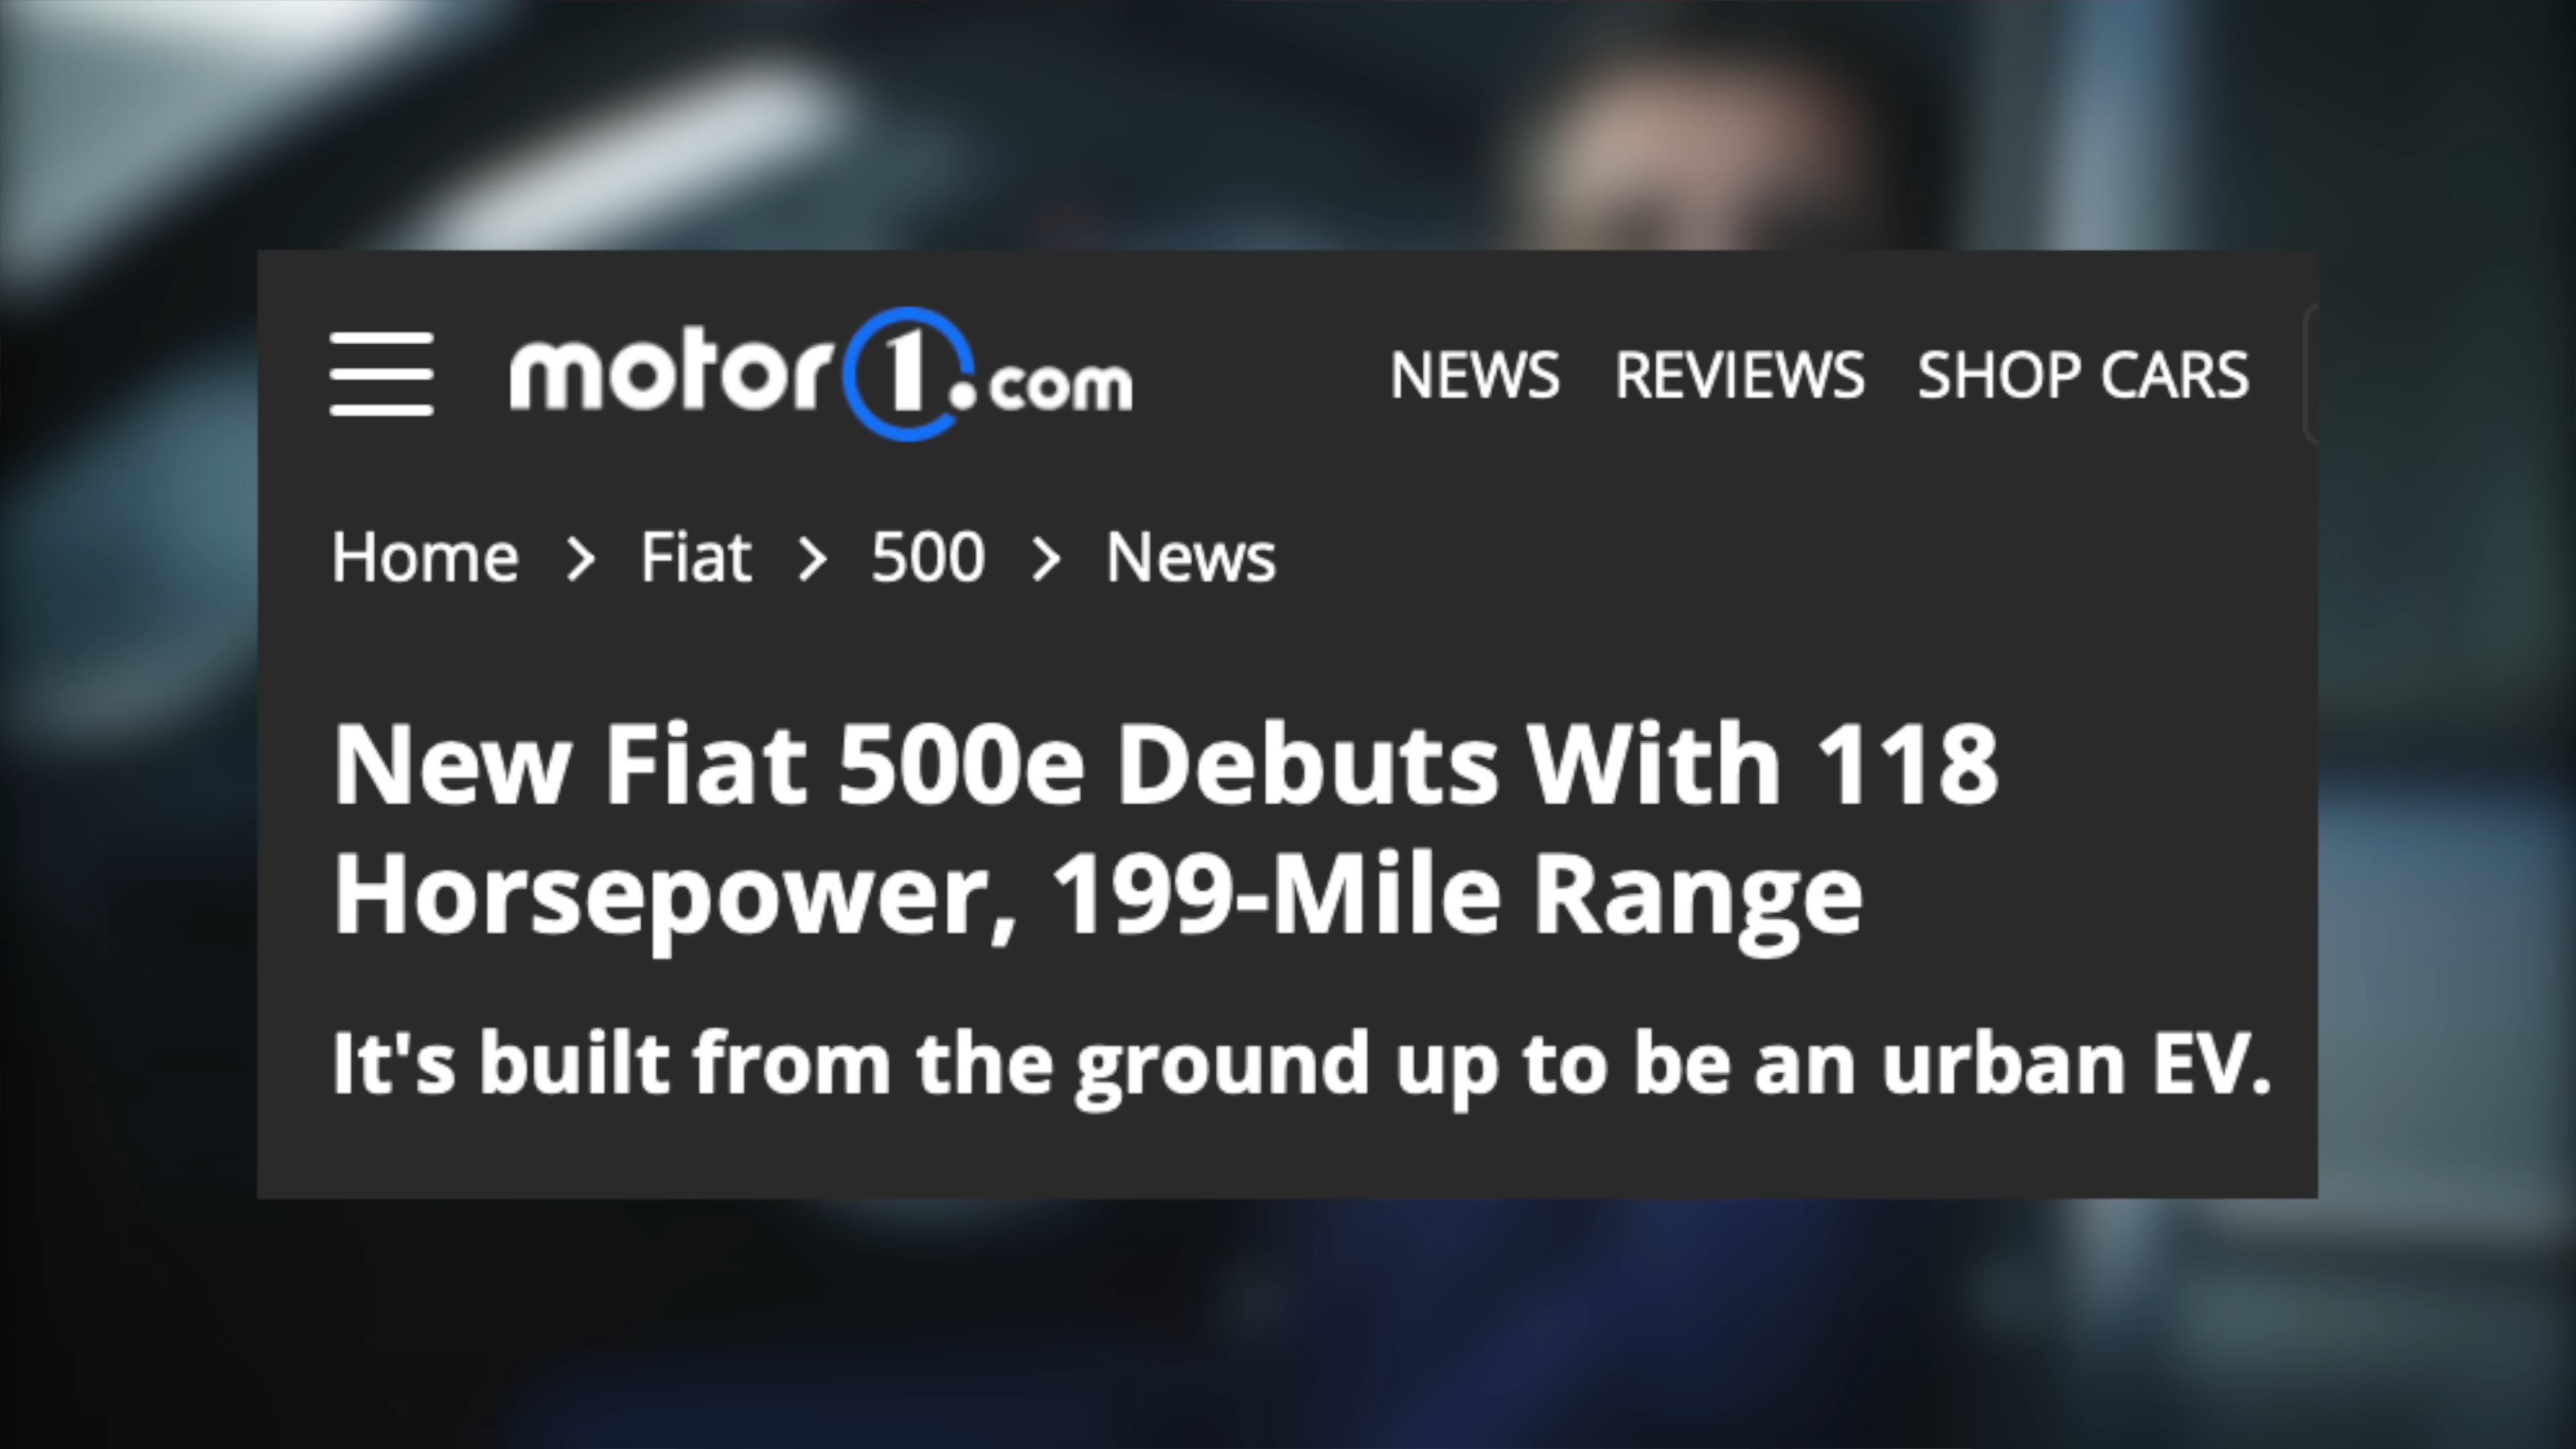 motor1.com
NEWS REVIEWS SHOP CARS
Home > Fiat > 500 > News
New Fiat 500e Debuts With 118
Horsepower, 199-Mile Range
It's built from the ground up to be an urban EV.